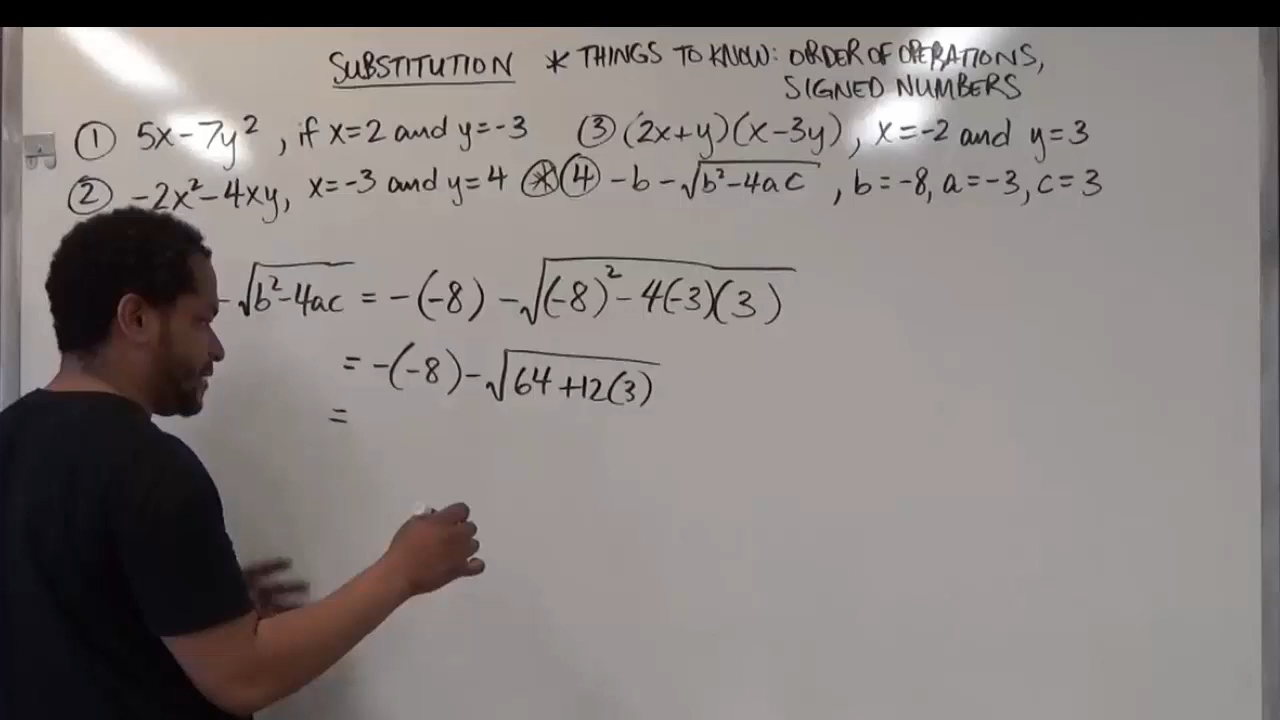 SUBSTITUTION * THINGS TO KNOW: ORDER OF OPERATIONS,
SIGNED NUMBERS
① 5x-7y², if x=2 and y=-3 ③ (2x+y)(x-3y), x=-2 and y=3
② -2x²-4xy, x=-3 and y=4 ⊛ ④ -b-√(b²-4ac), b=-8, a=-3, c=3
-√(b²-4ac) = -(-8) -√((-8)²-4(-3)(3))
= -(-8)-√(64+12(3))
=